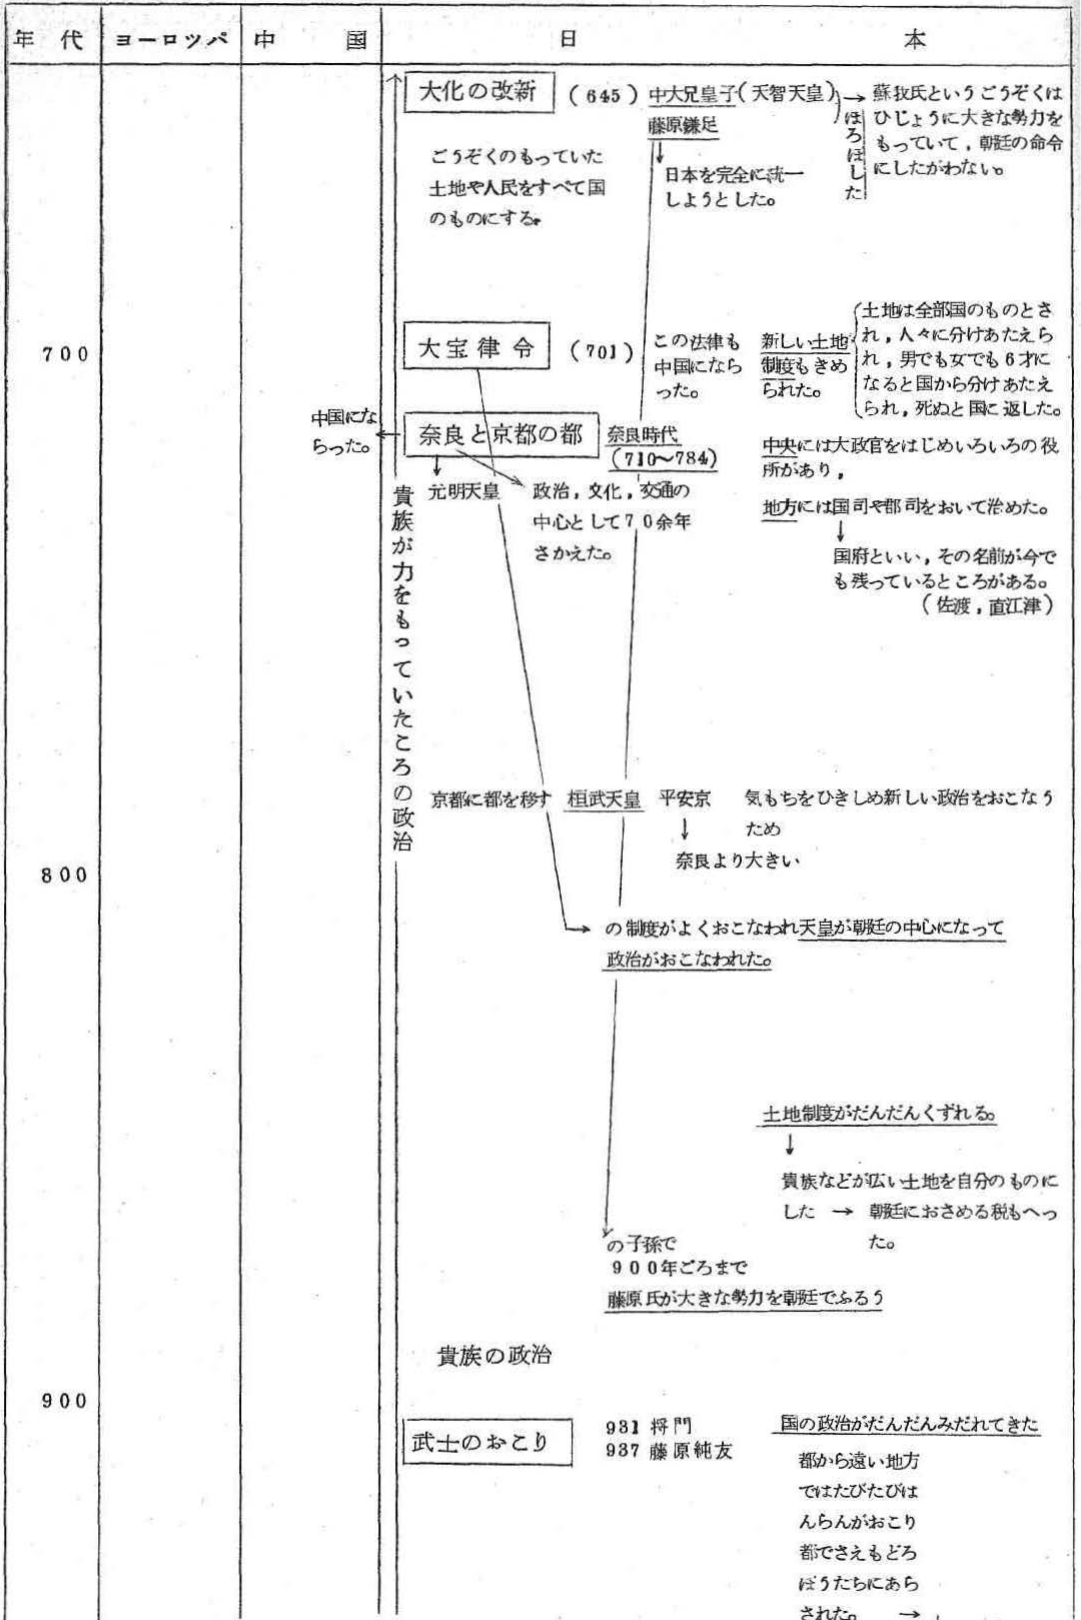 年代 ヨーロッパ 中国 日本
大化の改新 (645) 中大兄皇子(天智天皇)
藤原鎌足
ほろぼした
蘇我氏というごうぞくは
ひじょうに大きな勢力を
もっていて，朝廷の命令
にしたがわない。
日本を完全に統一
しようとした。
ごうぞくのもっていた
土地や人民をすべて国
のものにする。
700
大宝律令 (701)
この法律も
中国になら
った。
新しい土地
制度もきめ
られた。
土地は全部国のものとさ
れ，人々に分けあたえら
れ，男でも女でも6才に
なると国から分けあたえ
られ，死ぬと国に返した。
中国にな
らった。
奈良と京都の都
奈良時代
(710〜784)
元明天皇
政治，文化，交通の
中心として70余年
さかえた。
中央には大政官をはじめいろいろの役
所があり，
地方には国司や郡司をおいて治めた。
国府といい，その名前が今で
も残っているところがある。
(佐渡，直江津)
貴族が力をもっていたころの政治
京都に都を移す 桓武天皇 平安京
奈良より大きい
気もちをひきしめ新しい政治をおこなう
ため
800
の制度がよくおこなわれ天皇が朝廷の中心になって
政治がおこなわれた。
土地制度がだんだんくずれる。
貴族などが広い土地を自分のものに
した → 朝廷におさめる税もへっ
た。
の子孫で
900年ごろまで
藤原氏が大きな勢力を朝廷でふるう
貴族の政治
900
武士のおこり
931 将門
937 藤原純友
国の政治がだんだんみだれてきた
都から遠い地方
ではたびたびは
んらんがおこり
都でさえもどろ
ぼうたちにあら
された。 →